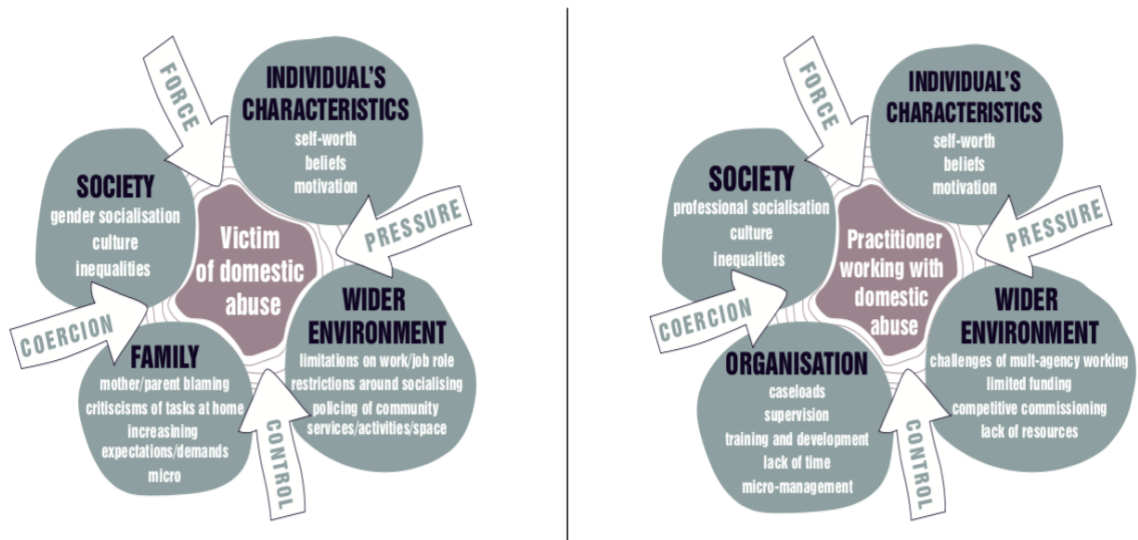 FORCE
INDIVIDUAL'S
CHARACTERISTICS
self-worth
beliefs
motivation
SOCIETY
gender socialisation
culture
inequalities
PRESSURE
Victim
of domestic
abuse
COERCION
WIDER
ENVIRONMENT
limitations on work/job role
restrictions around socialising
policing of community
services/activities/space
FAMILY
mother/parent blaming
critiscisms of tasks at home
increasining
expectations/demands
micro
CONTROL
FORCE
INDIVIDUAL'S
CHARACTERISTICS
self-worth
beliefs
motivation
SOCIETY
professional socialisation
culture
inequalities
PRESSURE
Practitioner
working with
domestic
abuse
COERCION
WIDER
ENVIRONMENT
challenges of mult-agency working
limited funding
competitive commissioning
lack of resources
ORGANISATION
caseloads
supervision
training and development
lack of time
micro-management
CONTROL